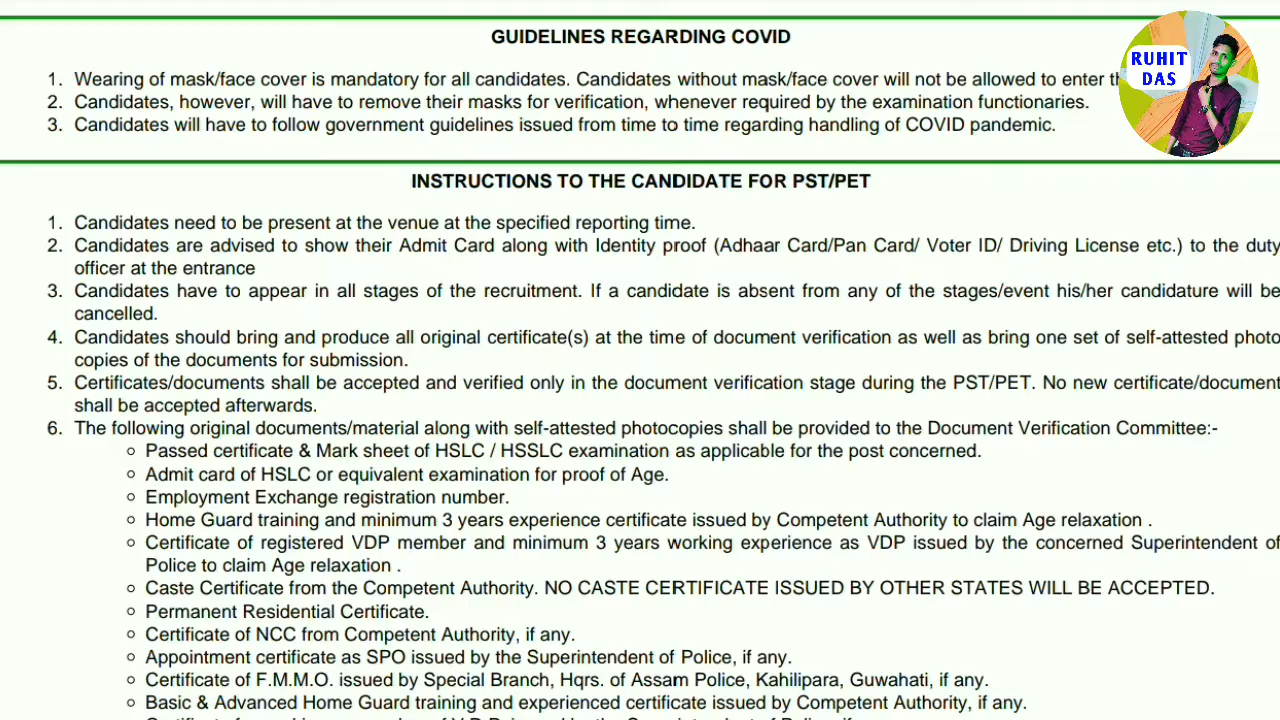 GUIDELINES REGARDING COVID
1. Wearing of mask/face cover is mandatory for all candidates. Candidates without mask/face cover will not be allowed to enter
2. Candidates, however, will have to remove their masks for verification, whenever required by the examination functionaries.
3. Candidates will have to follow government guidelines issued from time to time regarding handling of COVID pandemic.
RUHIT
DAS
INSTRUCTIONS TO THE CANDIDATE FOR PST/PET
1. Candidates need to be present at the venue at the specified reporting time.
2. Candidates are advised to show their Admit Card along with Identity proof (Adhaar Card/Pan Card/ Voter ID/ Driving License etc.) to the duty
officer at the entrance
3. Candidates have to appear in all stages of the recruitment. If a candidate is absent from any of the stages/event his/her candidature will be
cancelled.
4. Candidates should bring and produce all original certificate(s) at the time of document verification as well as bring one set of self-attested photo
copies of the documents for submission.
5. Certificates/documents shall be accepted and verified only in the document verification stage during the PST/PET. No new certificate/document
shall be accepted afterwards.
6. The following original documents/material along with self-attested photocopies shall be provided to the Document Verification Committee:-
Passed certificate & Mark sheet of HSLC / HSSLC examination as applicable for the post concerned.
Admit card of HSLC or equivalent examination for proof of Age.
Employment Exchange registration number.
Home Guard training and minimum 3 years experience certificate issued by Competent Authority to claim Age relaxation .
Certificate of registered VDP member and minimum 3 years working experience as VDP issued by the concerned Superintendent of
Police to claim Age relaxation .
Caste Certificate from the Competent Authority. NO CASTE CERTIFICATE ISSUED BY OTHER STATES WILL BE ACCEPTED.
Permanent Residential Certificate.
Certificate of NCC from Competent Authority, if any.
Appointment certificate as SPO issued by the Superintendent of Police, if any.
Certificate of F.M.M.O. issued by Special Branch, Hqrs. of Assam Police, Kahilipara, Guwahati, if any.
Basic & Advanced Home Guard training and experienced certificate issued by Competent Authority, if any.